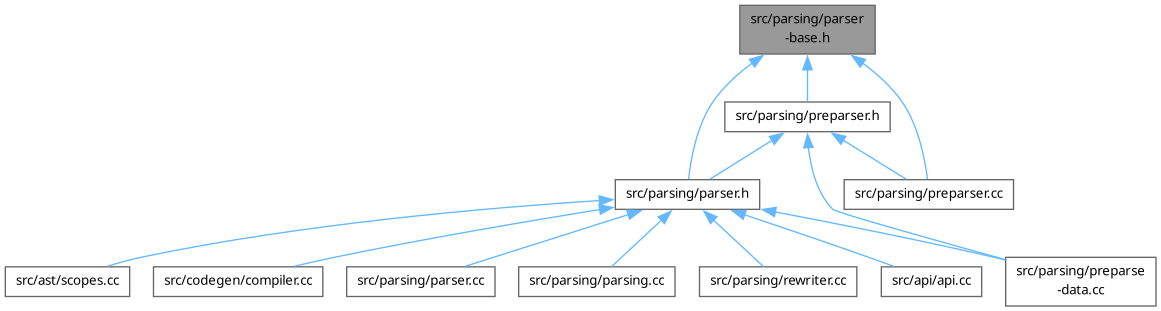 src/parsing/parser
-base.h
src/parsing/preparser.h
src/parsing/parser.h
src/parsing/preparser.cc
src/ast/scopes.cc
src/codegen/compiler.cc
src/parsing/parser.cc
src/parsing/parsing.cc
src/parsing/rewriter.cc
src/api/api.cc
src/parsing/preparse
-data.cc